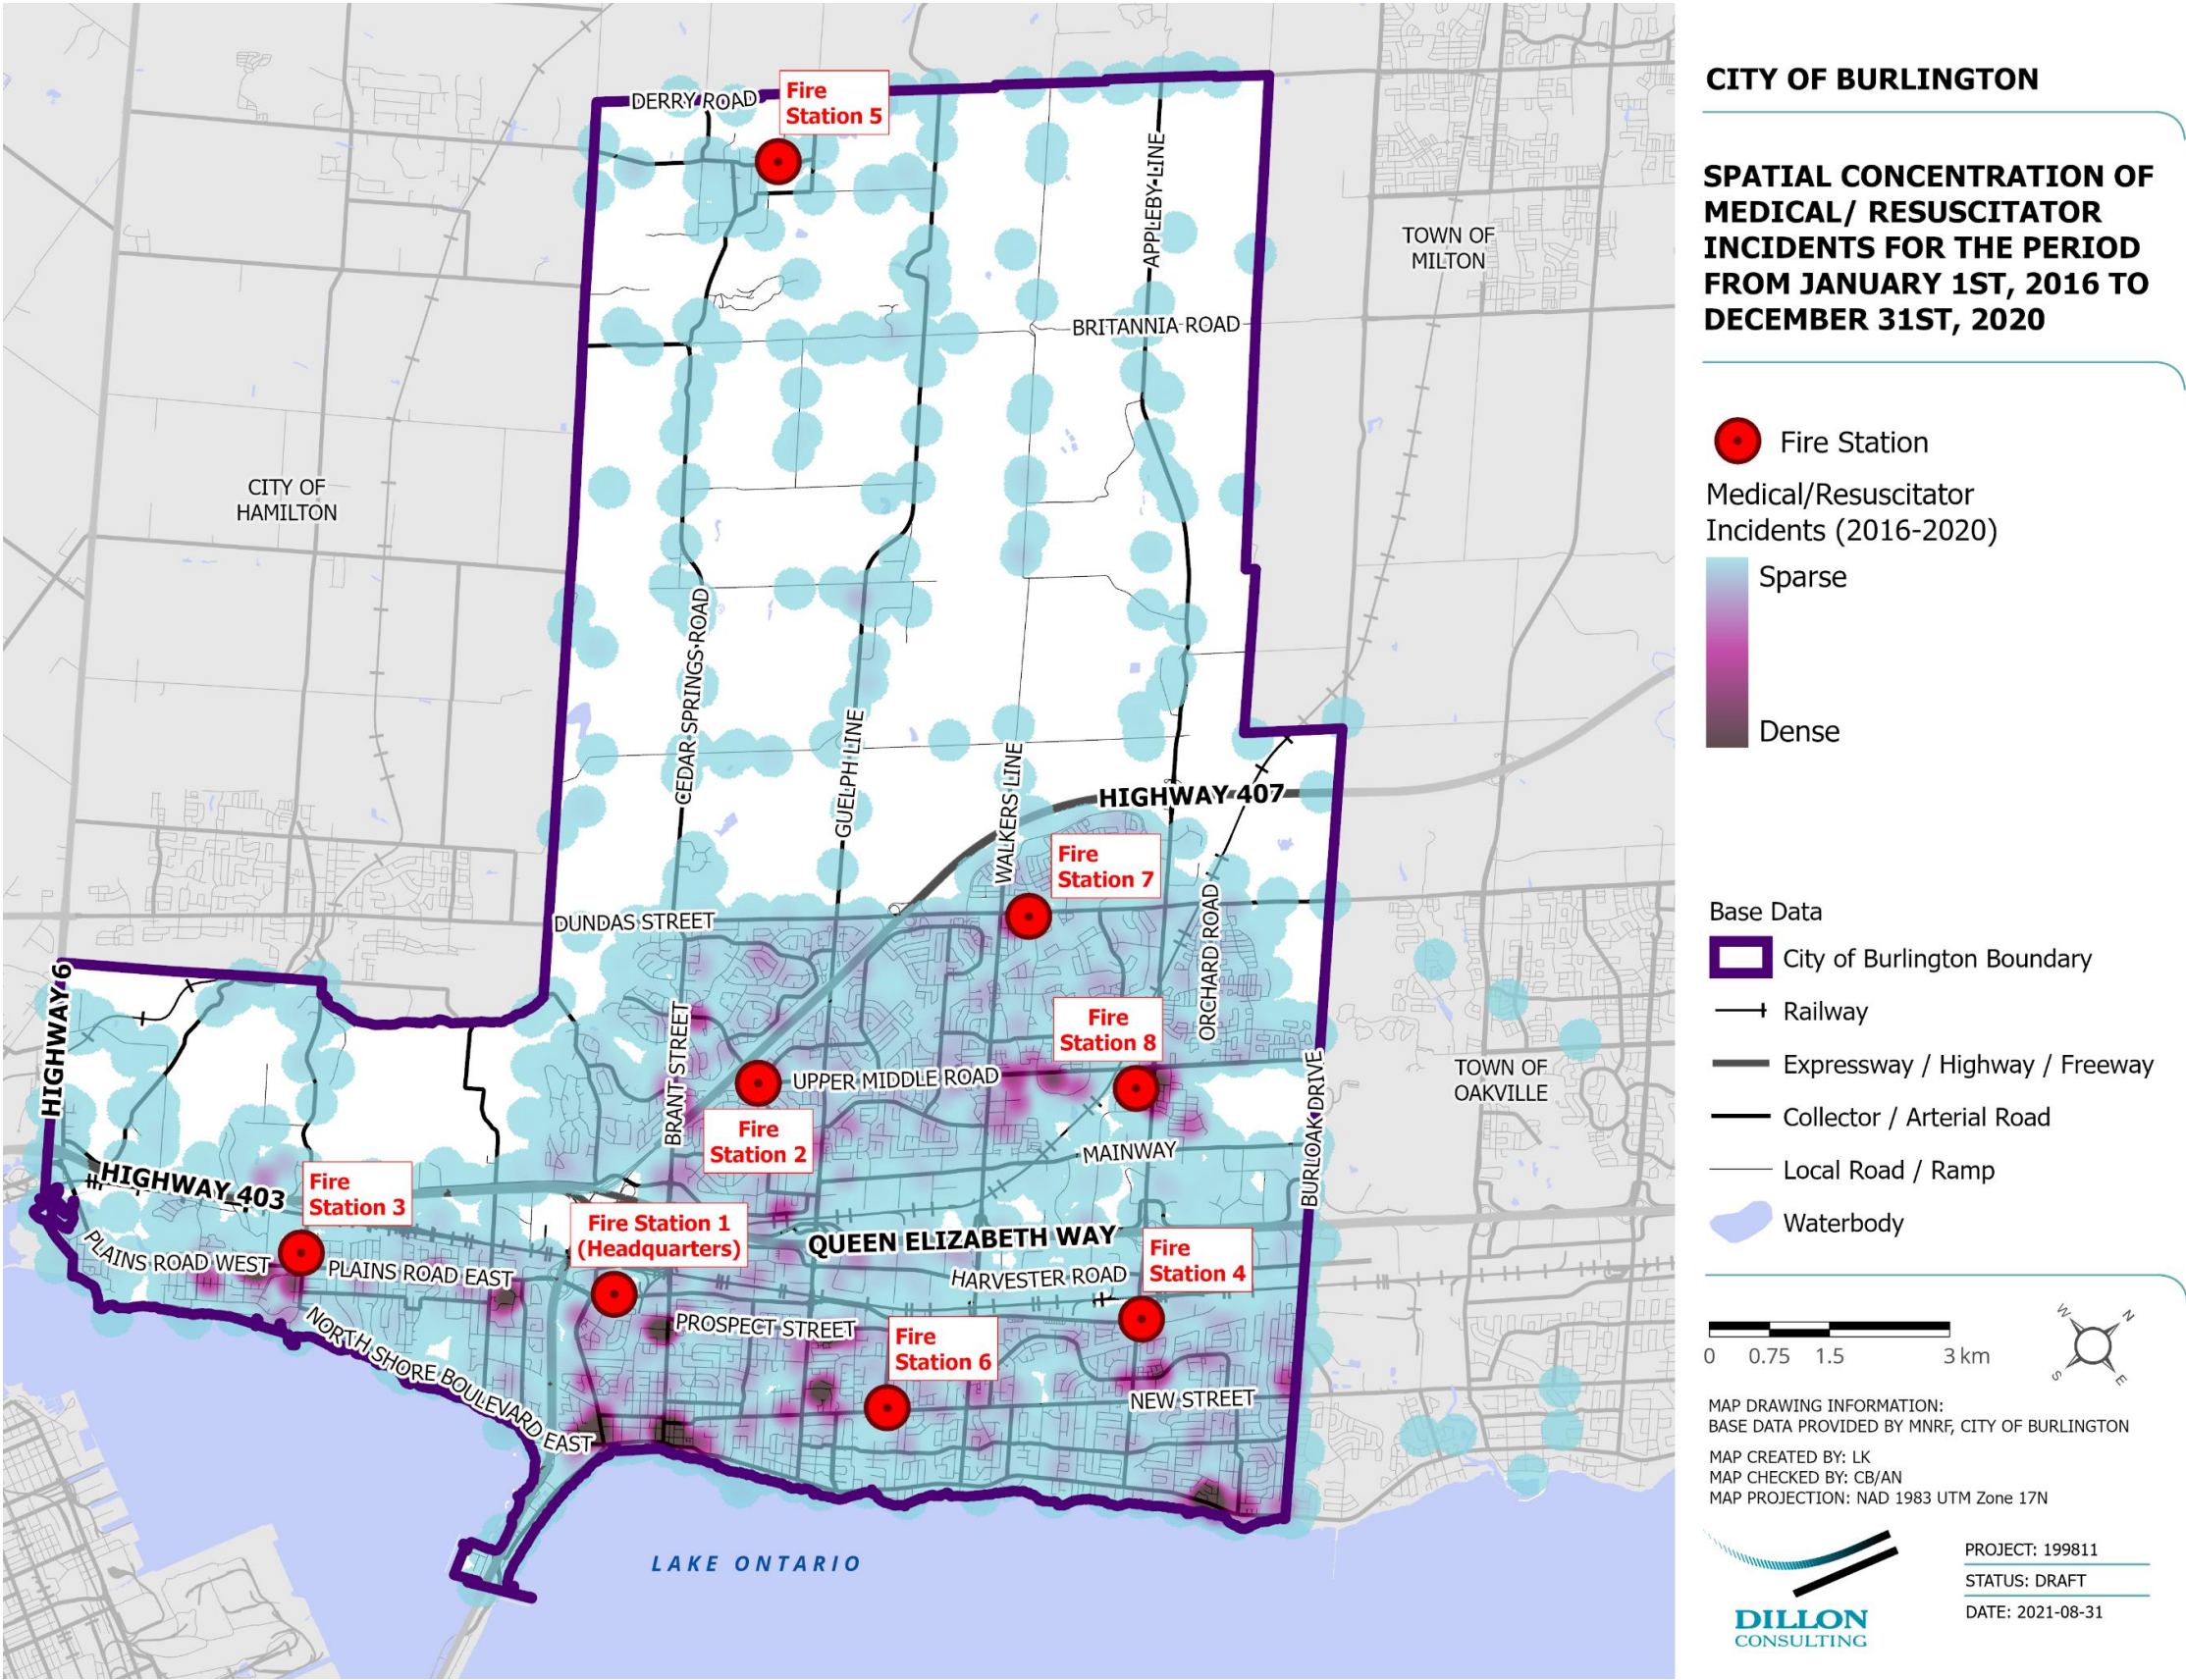 DERRY ROAD
Fire
Station 5
APPLEBY LINE
TOWN OF
MILTON
BRITANNIA ROAD
CITY OF
HAMILTON
CEDAR SPRINGS ROAD
GUELPH LINE
WALKERS LINE
HIGHWAY 407
Fire
Station 7
DUNDAS STREET
ORCHARD ROAD
HIGHWAY 6
BRANT STREET
Fire
Station 8
UPPER MIDDLE ROAD
TOWN OF
OAKVILLE
BURLOAK DRIVE
Fire
Station 2
MAINWAY
HIGHWAY 403
Fire
Station 3
Fire Station 1
(Headquarters)
QUEEN ELIZABETH WAY
Fire
Station 4
PLAINS ROAD WEST
PLAINS ROAD EAST
HARVESTER ROAD
NORTH SHORE BOULEVARD EAST
PROSPECT STREET
Fire
Station 6
NEW STREET
LAKE ONTARIO
CITY OF BURLINGTON
SPATIAL CONCENTRATION OF
MEDICAL/ RESUSCITATOR
INCIDENTS FOR THE PERIOD
FROM JANUARY 1ST, 2016 TO
DECEMBER 31ST, 2020
Fire Station
Medical/Resuscitator
Incidents (2016-2020)
Sparse
Dense
Base Data
City of Burlington Boundary
Railway
Expressway / Highway / Freeway
Collector / Arterial Road
Local Road / Ramp
Waterbody
0 0.75 1.5 3 km
W N
S E
MAP DRAWING INFORMATION:
BASE DATA PROVIDED BY MNRF, CITY OF BURLINGTON
MAP CREATED BY: LK
MAP CHECKED BY: CB/AN
MAP PROJECTION: NAD 1983 UTM Zone 17N
DILLON
CONSULTING
PROJECT: 199811
STATUS: DRAFT
DATE: 2021-08-31